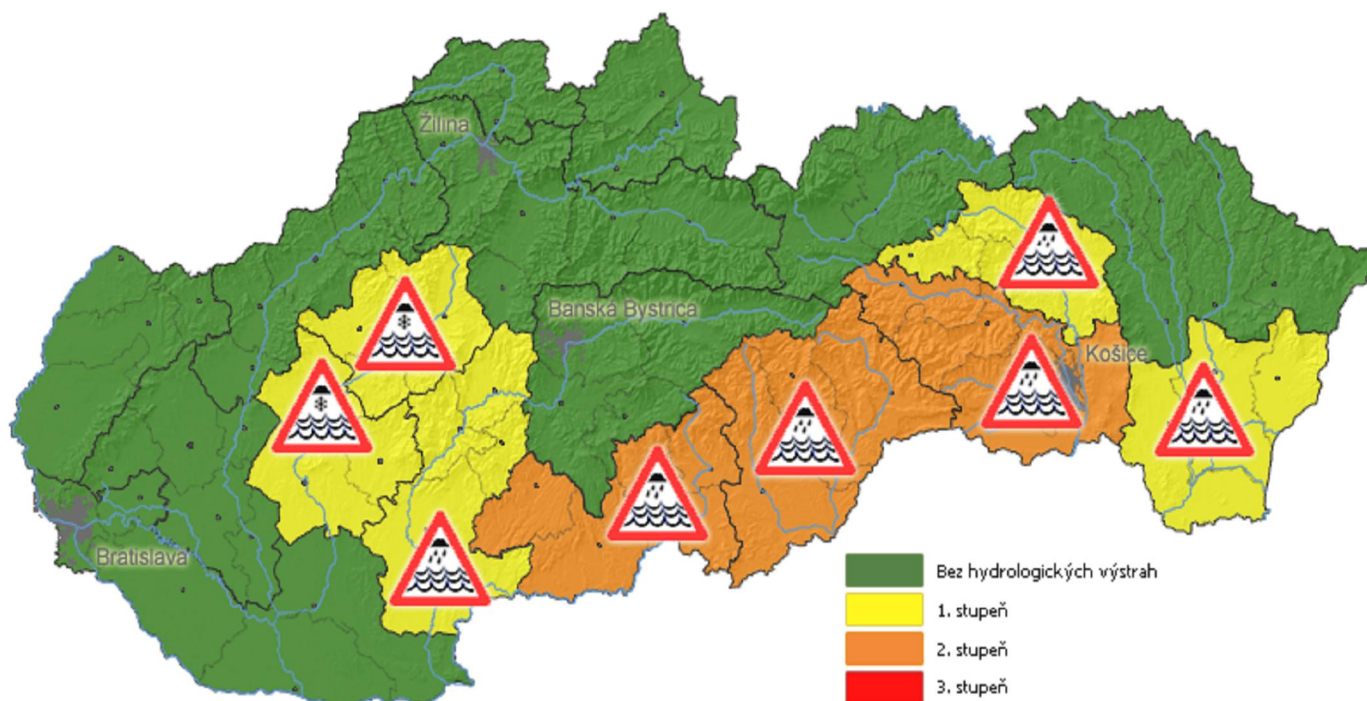 Žilina
Banská Bystrica
Košice
Bratislava
Bez hydrologických výstrah
1. stupeň
2. stupeň
3. stupeň